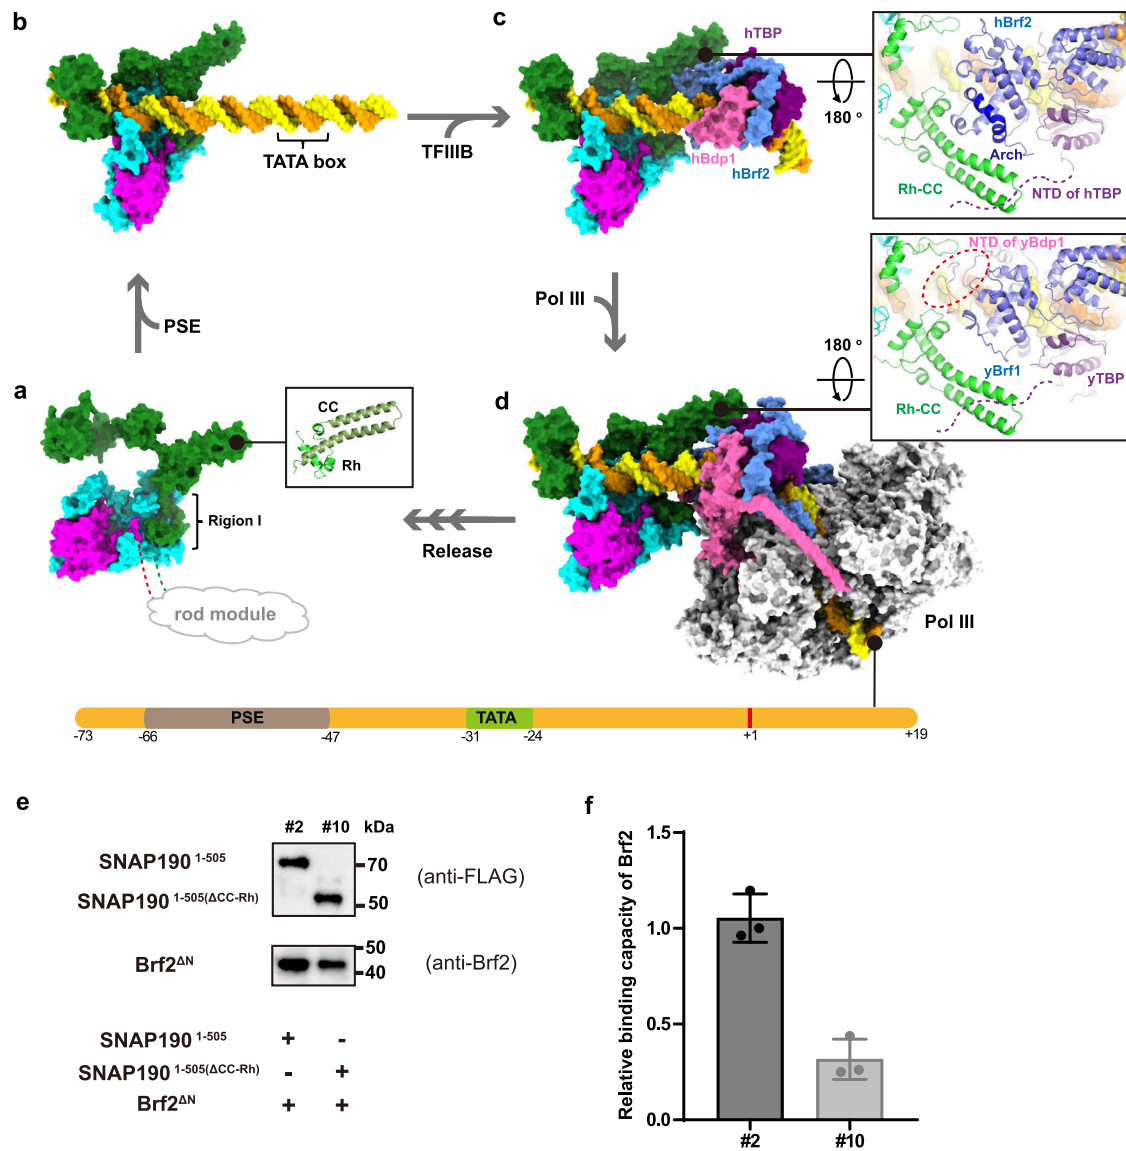 b
TATA box
TFIIIB
c
hTBP
hBdp1
hBrf2
180 °
hBrf2
Arch
Rh-CC
NTD of hTBP
PSE
Pol III
180 °
NTD of yBdp1
yBrf1
yTBP
Rh-CC
a
CC
Rh
Rigion I
rod module
Release
d
Pol III
PSE
TATA
-73
-66
-47
-31
-24
+1
+19
e
#2 #10 kDa
SNAP190 1-505
70
(anti-FLAG)
SNAP190 1-505(ΔCC-Rh)
50
50
Brf2ΔN
40
(anti-Brf2)
SNAP190 1-505 + -
SNAP190 1-505(ΔCC-Rh) - +
Brf2ΔN + +
f
Relative binding capacity of Brf2
1.5
1.0
0.5
0.0
#2 #10